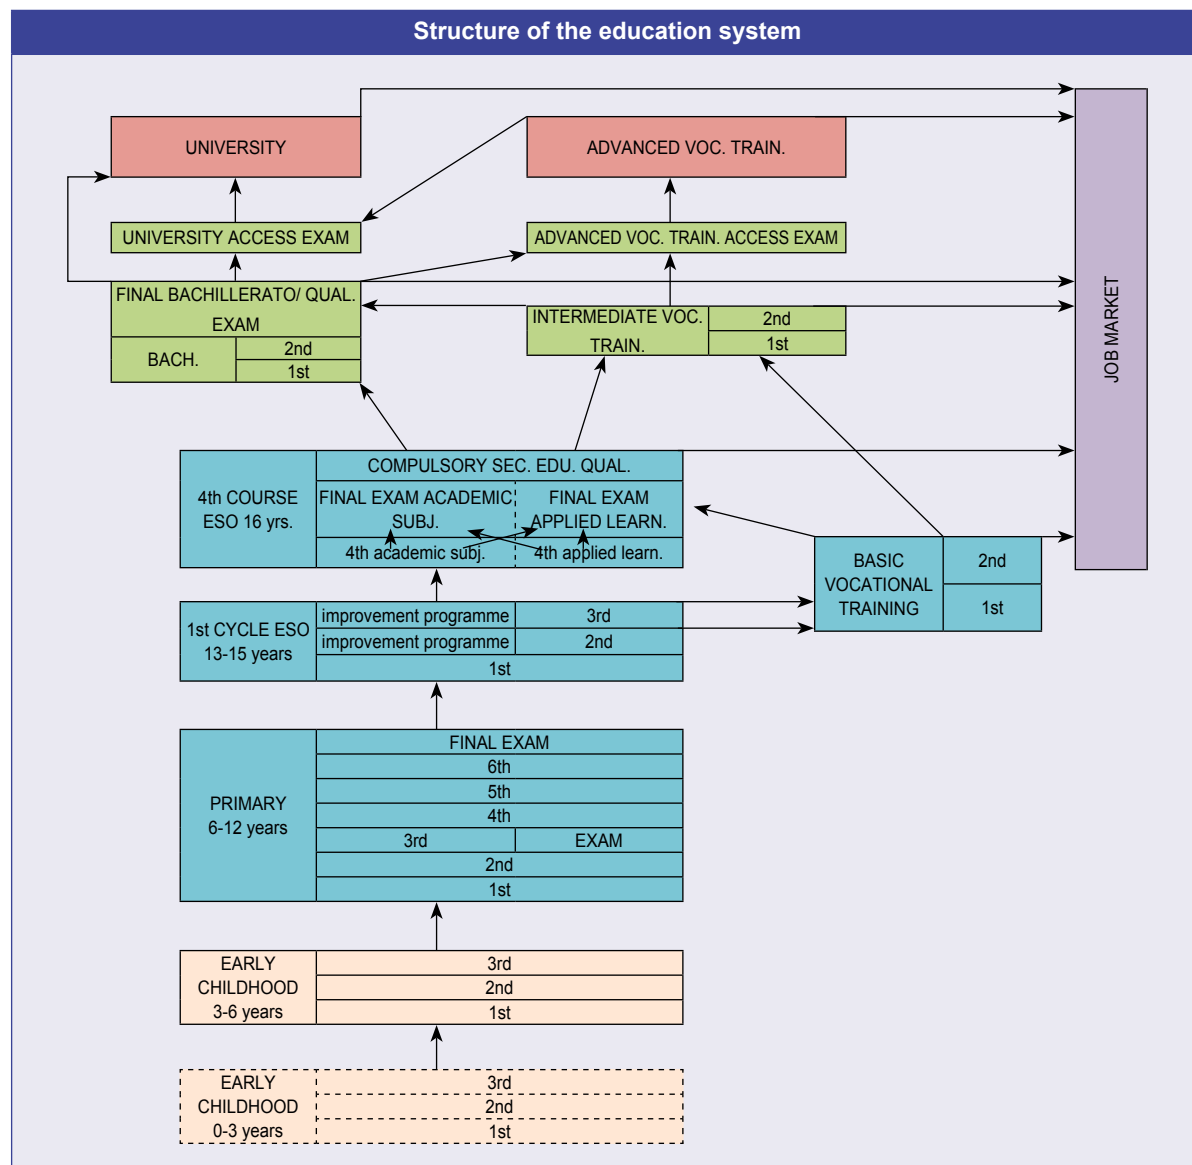 Structure of the education system
UNIVERSITY
ADVANCED VOC. TRAIN.
UNIVERSITY ACCESS EXAM
ADVANCED VOC. TRAIN. ACCESS EXAM
FINAL BACHILLERATO/ QUAL.
EXAM
BACH.
2nd
1st
INTERMEDIATE VOC.
TRAIN.
2nd
1st
JOB MARKET
4th COURSE
ESO 16 yrs.
COMPULSORY SEC. EDU. QUAL.
FINAL EXAM ACADEMIC
SUBJ.
FINAL EXAM
APPLIED LEARN.
4th academic subj.
4th applied learn.
BASIC
VOCATIONAL
TRAINING
2nd
1st
1st CYCLE ESO
13-15 years
improvement programme
3rd
improvement programme
2nd
1st
PRIMARY
6-12 years
FINAL EXAM
6th
5th
4th
3rd
EXAM
2nd
1st
EARLY
CHILDHOOD
3-6 years
3rd
2nd
1st
EARLY
CHILDHOOD
0-3 years
3rd
2nd
1st